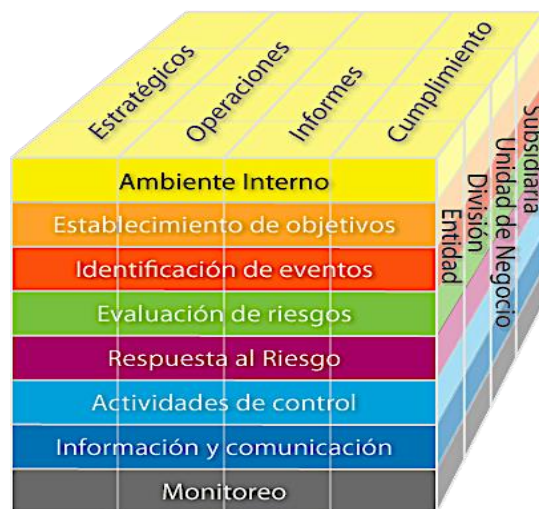 Estratégicos
Operaciones
Informes
Cumplimiento
Ambiente Interno
Establecimiento de objetivos
Identificación de eventos
Evaluación de riesgos
Respuesta al Riesgo
Actividades de control
Información y comunicación
Monitoreo
Entidad
División
Unidad de Negocio
Subsidiaria